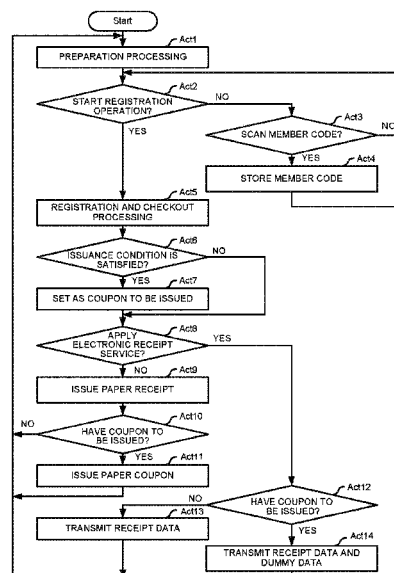 Start
Act1
PREPARATION PROCESSING
Act2
START REGISTRATION
OPERATION?
NO
YES
Act3
SCAN MEMBER CODE?
NO
YES
Act4
STORE MEMBER CODE
Act5
REGISTRATION AND CHECKOUT
PROCESSING
Act6
ISSUANCE CONDITION IS
SATISFIED?
NO
YES
Act7
SET AS COUPON TO BE ISSUED
Act8
APPLY
ELECTRONIC RECEIPT
SERVICE?
YES
NO
Act9
ISSUE PAPER RECEIPT
Act10
NO
HAVE COUPON TO
BE ISSUED?
YES
Act11
ISSUE PAPER COUPON
Act12
NO
HAVE COUPON TO
BE ISSUED?
Act13
TRANSMIT RECEIPT DATA
YES
Act14
TRANSMIT RECEIPT DATA AND
DUMMY DATA